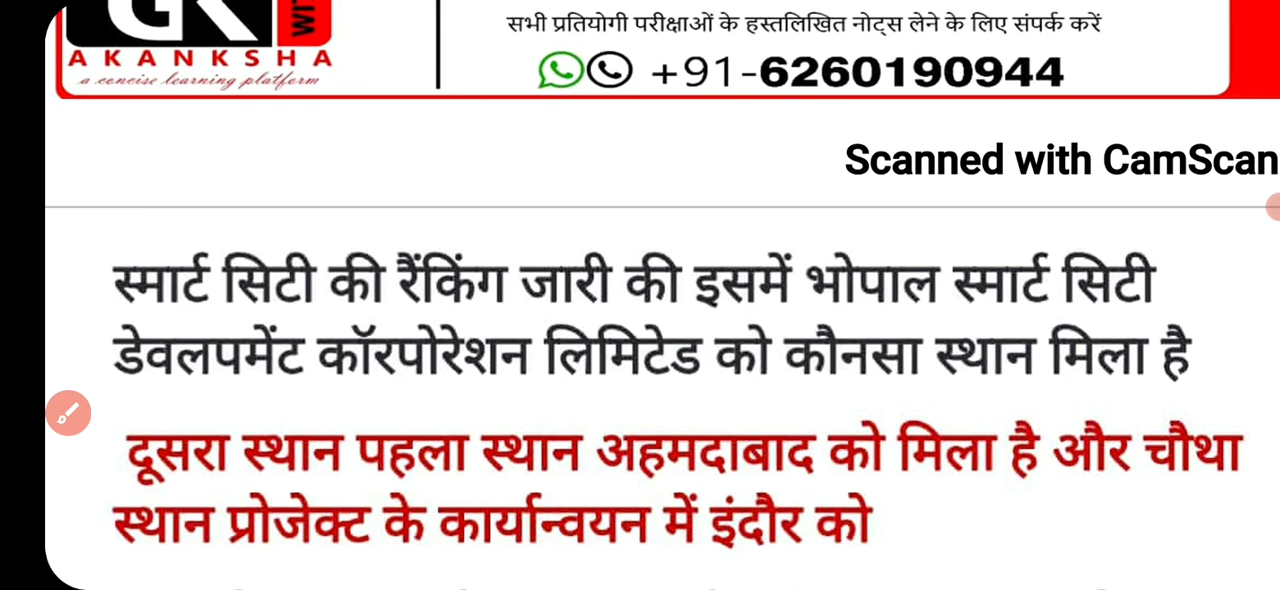 सभी प्रतियोगी परीक्षाओं के हस्तलिखित नोट्स लेने के लिए संपर्क करें
AKANKSHA
a concise learning platform
+91-6260190944
Scanned with CamScan
स्मार्ट सिटी की रैंकिंग जारी की इसमें भोपाल स्मार्ट सिटी
डेवलपमेंट कॉरपोरेशन लिमिटेड को कौनसा स्थान मिला है
दूसरा स्थान पहला स्थान अहमदाबाद को मिला है और चौथा
स्थान प्रोजेक्ट के कार्यान्वयन में इंदौर को